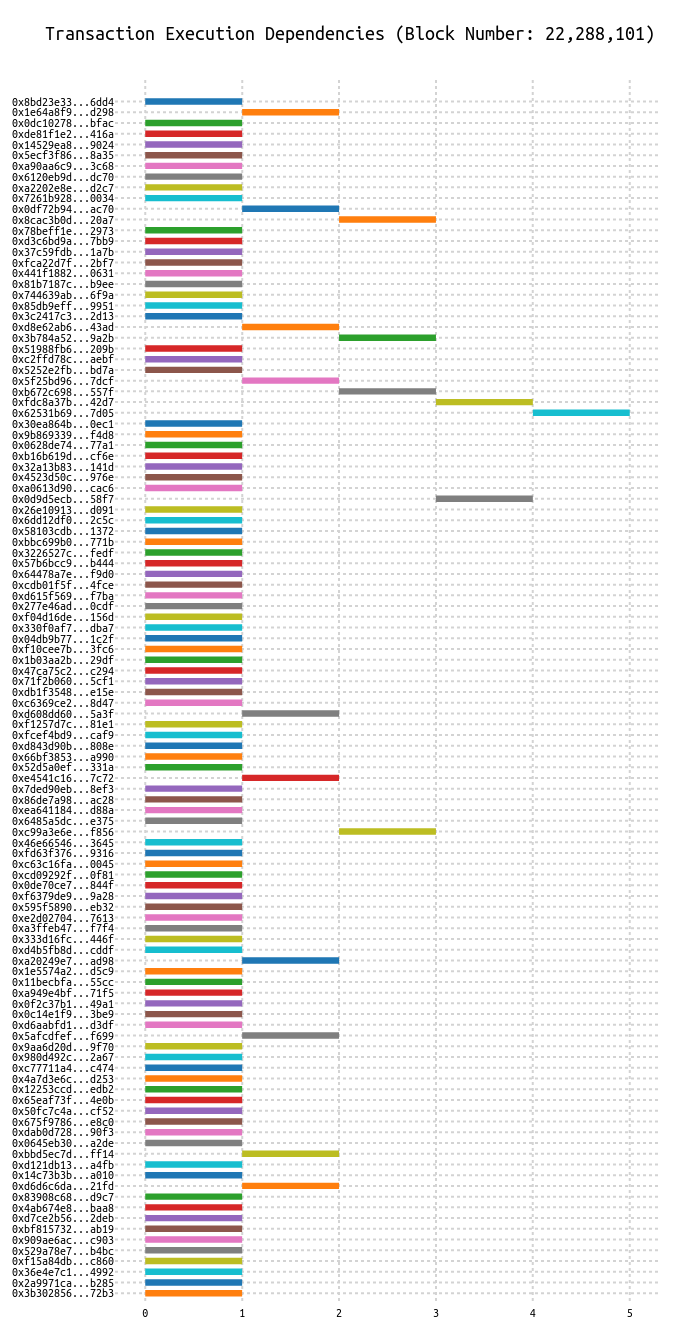 Transaction Execution Dependencies (Block Number: 22,288,101)
0x8bd23e33...6dd4
0x1e64a8f9...d298
0x0dc10278...bfac
0xde81f1e2...416a
0x14529ea8...9024
0x5ecf3f86...8a35
0xa90aa6c9...3c68
0x6120eb9d...dc70
0xa2202e8e...d2c7
0x7261b928...0034
0x0df72b94...ac70
0x8cac3b0d...20a7
0x78beff1e...2973
0xd3c6bd9a...7bb9
0x37c59fdb...1a7b
0xfca22d7f...2bf7
0x441f1882...0631
0x81b7187c...b9ee
0x744639ab...6f9a
0x85db9eff...9951
0x3c2417c3...2d13
0xd8e62ab6...43ad
0x3b784a52...9a2b
0x51988fb6...209b
0xc2ffd78c...aebf
0x5252e2fb...bd7a
0x5f25bd96...7dcf
0xb672c698...557f
0xfdc8a37b...42d7
0x62531b69...7d05
0x30ea864b...0ec1
0x9b869339...f4d8
0x0628de74...77a1
0xb16b619d...cf6e
0x32a13b83...141d
0x4523d50c...976e
0xa0613d90...cac6
0x0d9d5ecb...58f7
0x26e10913...d091
0x6dd12df0...2c5c
0x58103cdb...1372
0xbbc699b0...771b
0x3226527c...fedf
0x57b6bcc9...b444
0x64478a7e...f9d0
0xcdb01f5f...4fce
0xd615f569...f7ba
0x277e46ad...0cdf
0xf04d16de...156d
0x330f0af7...dba7
0x04db9b77...1c2f
0xf10cee7b...3fc6
0x1b03aa2b...29df
0x47ca75c2...c294
0x71f2b060...5cf1
0xdb1f3548...e15e
0xc6369ce2...8d47
0xd608dd60...5a3f
0xf1257d7c...81e1
0xfcef4bd9...caf9
0xd843d90b...808e
0x66bf3853...a990
0x52d5a0ef...331a
0xe4541c16...7c72
0x7ded90eb...8ef3
0x86de7a98...ac28
0xea641184...d88a
0x6485a5dc...e375
0xc99a3e6e...f856
0x46e66546...3645
0xfd63f376...9316
0xc63c16fa...0045
0xcd09292f...0f81
0x0de70ce7...844f
0xf6379de9...9a28
0x595f5890...eb32
0xe2d02704...7613
0xa3ffeb47...f7f4
0x333d16fc...446f
0xd4b5fb8d...cddf
0xa20249e7...ad98
0x1e5574a2...d5c9
0x11becbfa...55cc
0xa949e4bf...71f5
0x0f2c37b1...49a1
0x0c14e1f9...3be9
0xd6aabfd1...d3df
0x5afcdfef...f699
0x9aa6d20d...9f70
0x980d492c...2a67
0xc77711a4...c474
0x4a7d3e6c...d253
0x12253ccd...edb2
0x65eaf73f...4e0b
0x50fc7c4a...cf52
0x675f9786...e8c0
0xdab0d728...90f3
0x0645eb30...a2de
0xbbd5ec7d...ff14
0xd121db13...a4fb
0x14c73b3b...a010
0xd6d6c6da...21fd
0x83908c68...d9c7
0x4ab674e8...baa8
0xd7ce2b56...2deb
0xbf815732...ab19
0x909ae6ac...c903
0x529a78e7...b4bc
0xf15a84db...c860
0x36e4e7c1...4992
0x2a9971ca...b285
0x3b302856...72b3
0 1 2 3 4 5